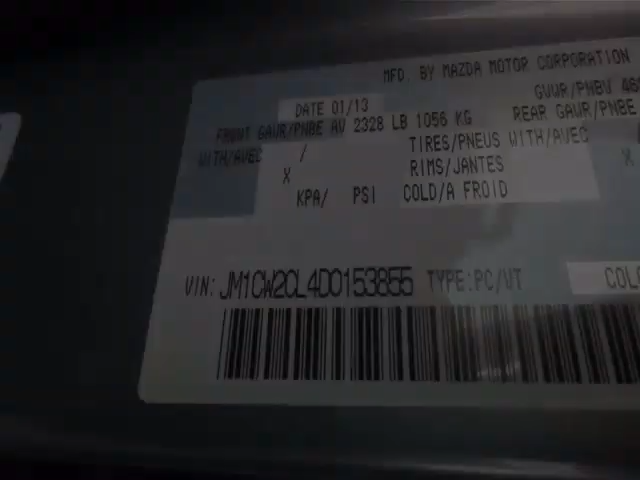 MFD. BY MAZDA MOTOR CORPORATION
DATE 01/13
GVWR/PNBV 46
FRONT GAWR/PNBE AV 2328 LB 1056 KG
REAR GAWR/PNBE
WITH/AVEC /
TIRES/PNEUS WITH/AVEC
X
RIMS/JANTES
X
KPA/ PSI COLD/A FROID
VIN: JM1CW2CL4D0153855 TYPE:PC/VT
COL